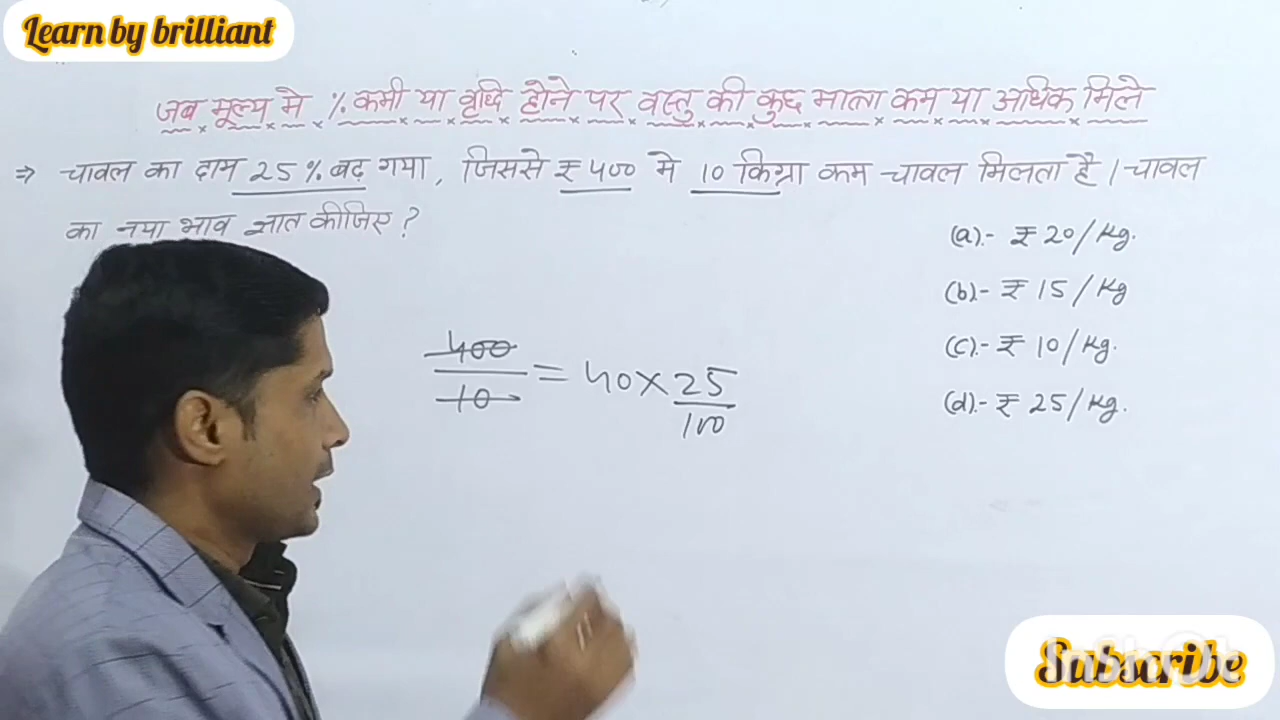 Learn by brilliant
जब मूल्य मे % कमी या वृद्धि होने पर वस्तु की कुछ मात्रा कम या अधिक मिले
⇒ चावल का दाम 25% बढ़ गया, जिससे ₹400 मे 10 किग्रा कम चावल मिलता है। चावल
का नया भाव ज्ञात कीजिए?
(a).- ₹ 20/Kg.
(b).- ₹ 15/Kg
(c).- ₹ 10/Kg.
(d).- ₹ 25/Kg.
400/10 = 40 × 25/100
Subscribe